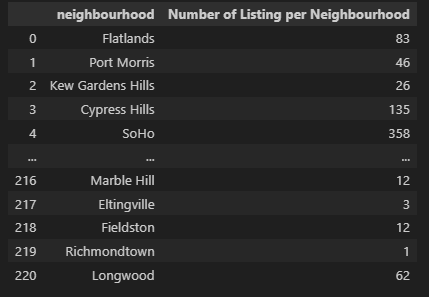 neighbourhood Number of Listing per Neighbourhood
0 Flatlands 83
1 Port Morris 46
2 Kew Gardens Hills 26
3 Cypress Hills 135
4 SoHo 358
... ... ...
216 Marble Hill 12
217 Eltingville 3
218 Fieldston 12
219 Richmondtown 1
220 Longwood 62